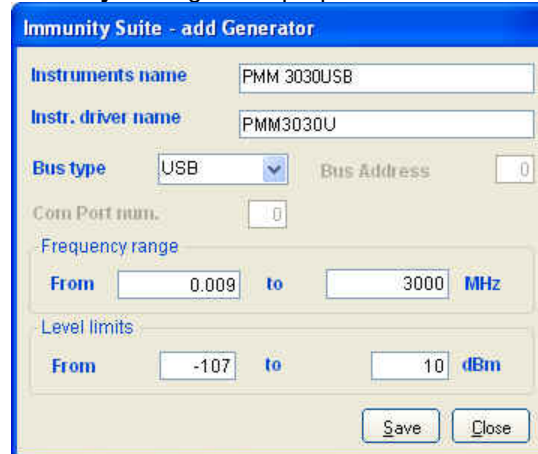 Immunity Suite - add Generator
Instruments name PMM 3030USB
Instr. driver name PMM3030U
Bus type USB Bus Address 0
Com Port num. 0
Frequency range
From 0.009 to 3000 MHz
Level limits
From -107 to 10 dBm
Save Close